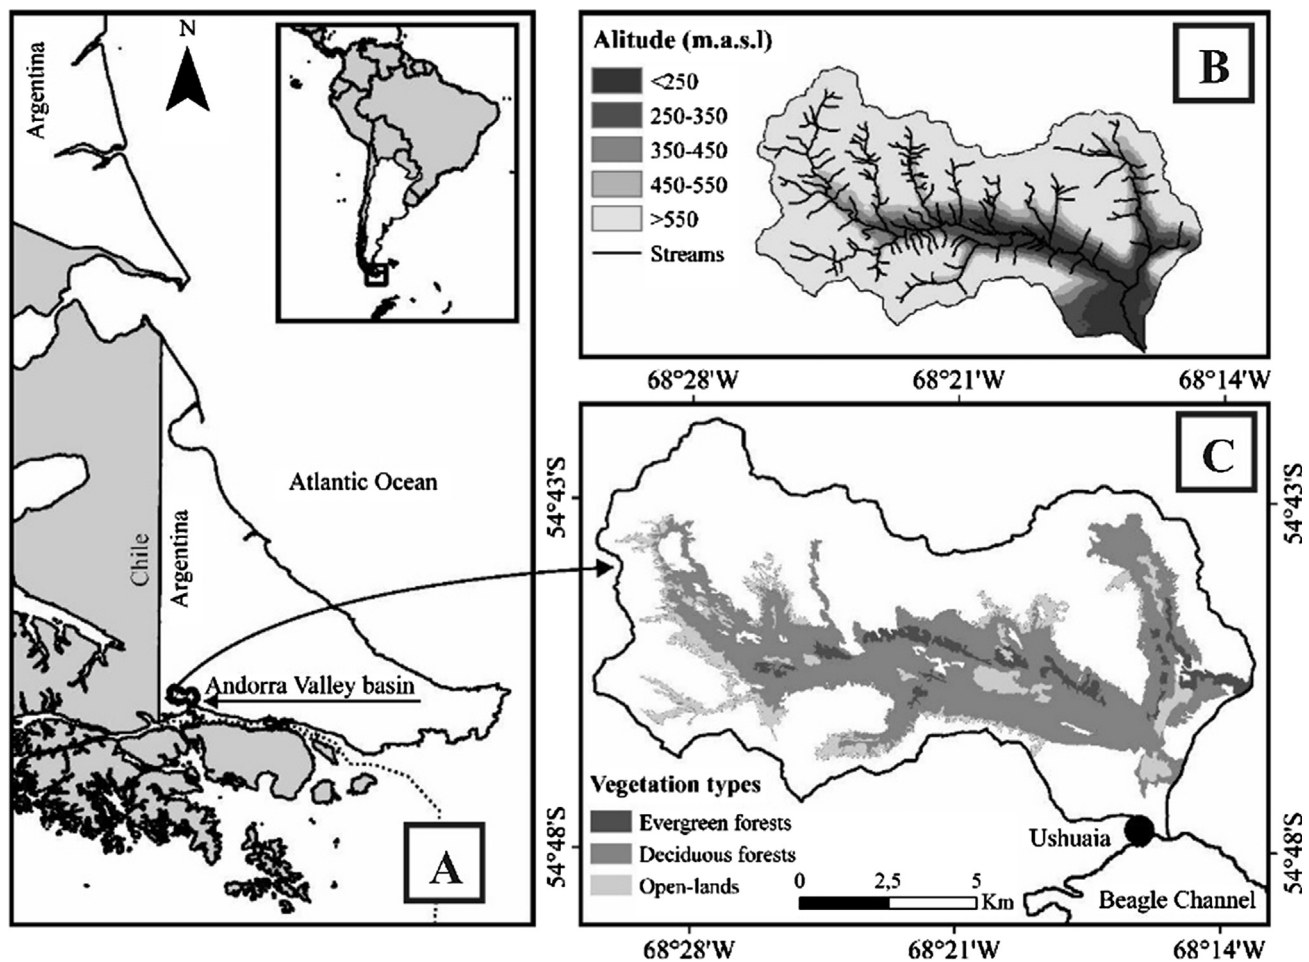 N
Argentina
Atlantic Ocean
Chile
Argentina
Andorra Valley basin
A
Alitude (m.a.s.l)
<250
250-350
350-450
450-550
>550
Streams
B
68°28'W
68°21'W
68°14'W
54°43'S
54°43'S
C
Vegetation types
Evergreen forests
Deciduous forests
Open-lands
0
2,5
5
Km
Ushuaia
Beagle Channel
54°48'S
54°48'S
68°28'W
68°21'W
68°14'W